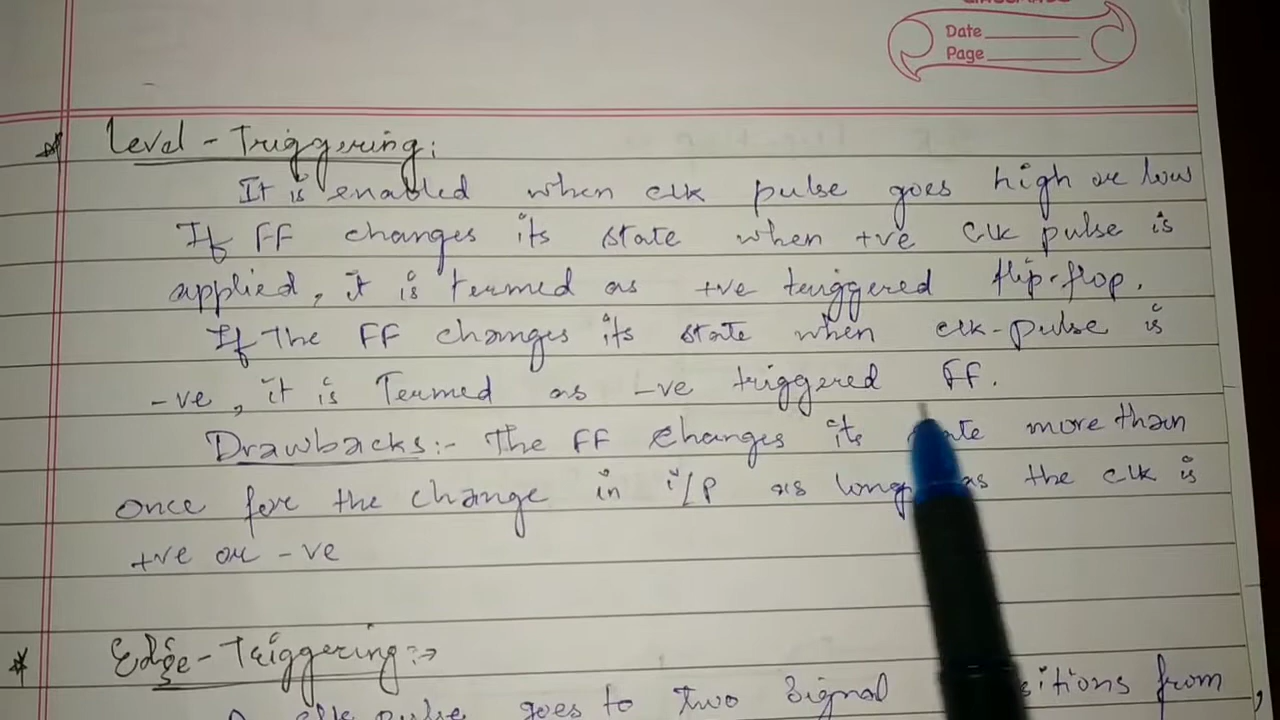 Date
Page
* Level-Triggering:
It is enabled when clk pulse goes high or low
If FF changes its state when +ve clk pulse is
applied, it is termed as +ve triggered flip-flop.
If the FF changes its state when clk-pulse is
-ve, it is Termed as -ve triggered FF.
Drawbacks:- The FF changes its more than
once for the change in i/p as long as the clk is
+ve or -ve
* Edge-Triggering:→
clk pulse goes to two signal from